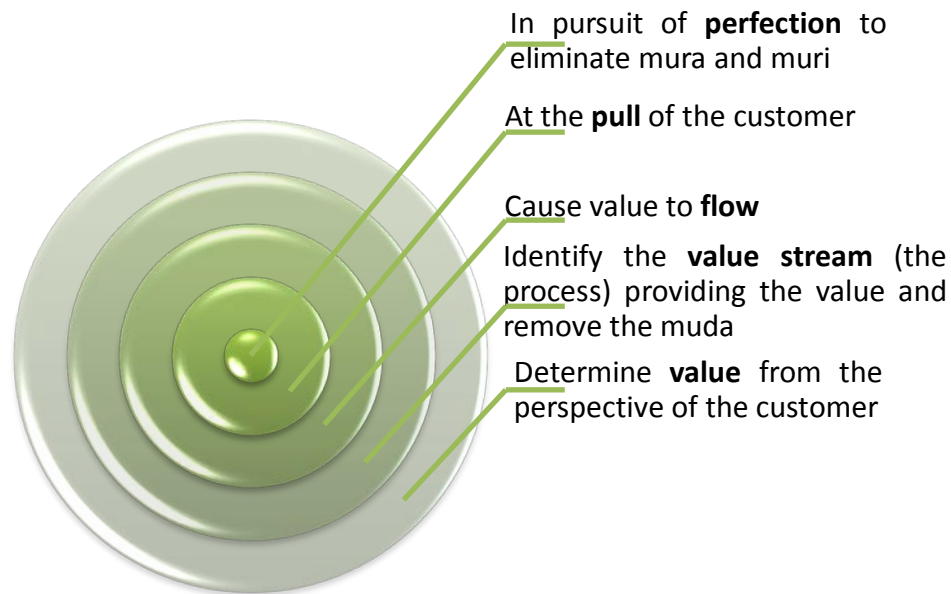 In pursuit of perfection to
eliminate mura and muri
At the pull of the customer
Cause value to flow
Identify the value stream (the
process) providing the value and
remove the muda
Determine value from the
perspective of the customer